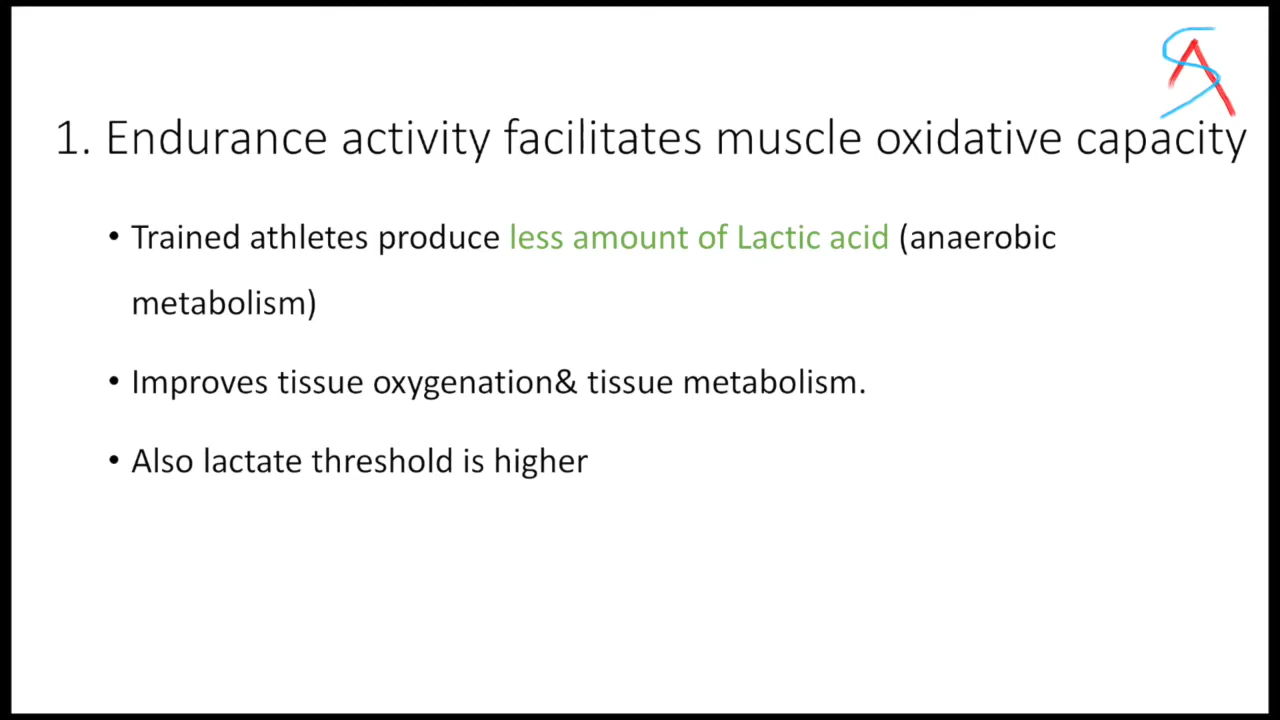 SA
1. Endurance activity facilitates muscle oxidative capacity
• Trained athletes produce less amount of Lactic acid (anaerobic
metabolism)
• Improves tissue oxygenation& tissue metabolism.
• Also lactate threshold is higher